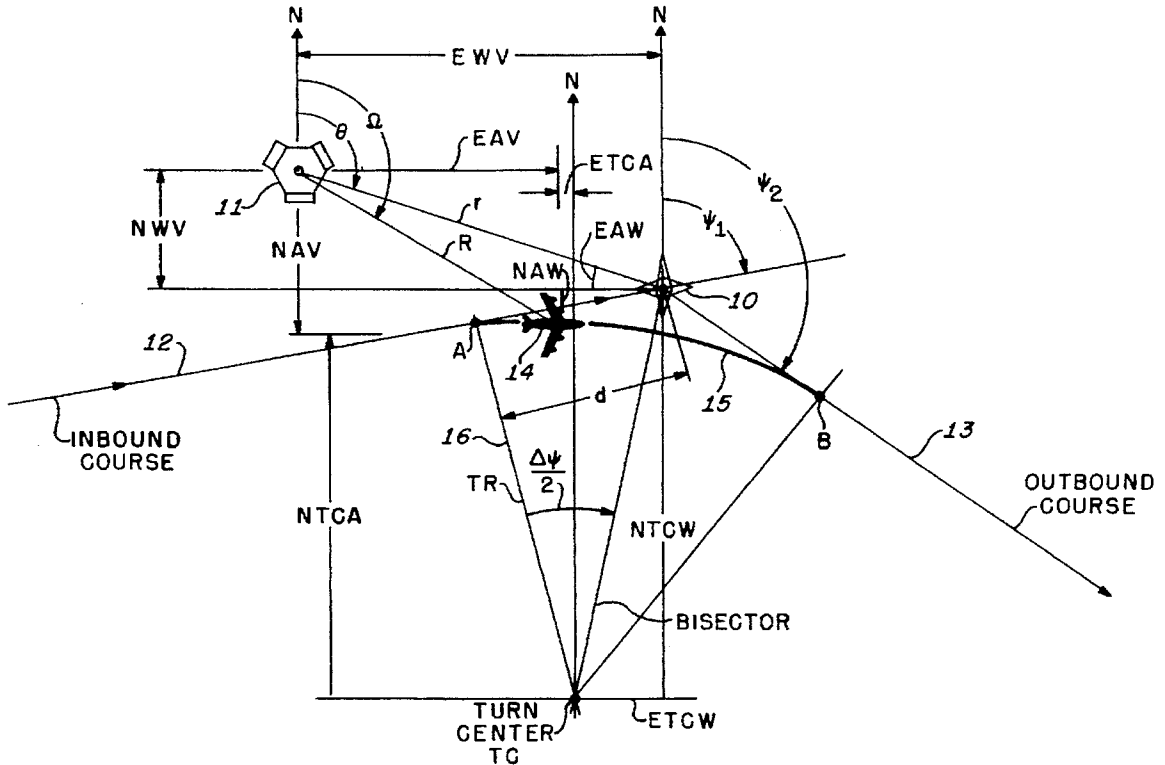 N
N
EWV
N
Ω
θ
EAV
ETCA
ψ2
ψ1
11
r
NWV
NAV
R
EAW
NAW
10
12
A
14
d
15
B
13
INBOUND
COURSE
16
Δψ
2
TR
OUTBOUND
COURSE
NTCA
NTCW
BISECTOR
TURN
CENTER
TC
ETCW